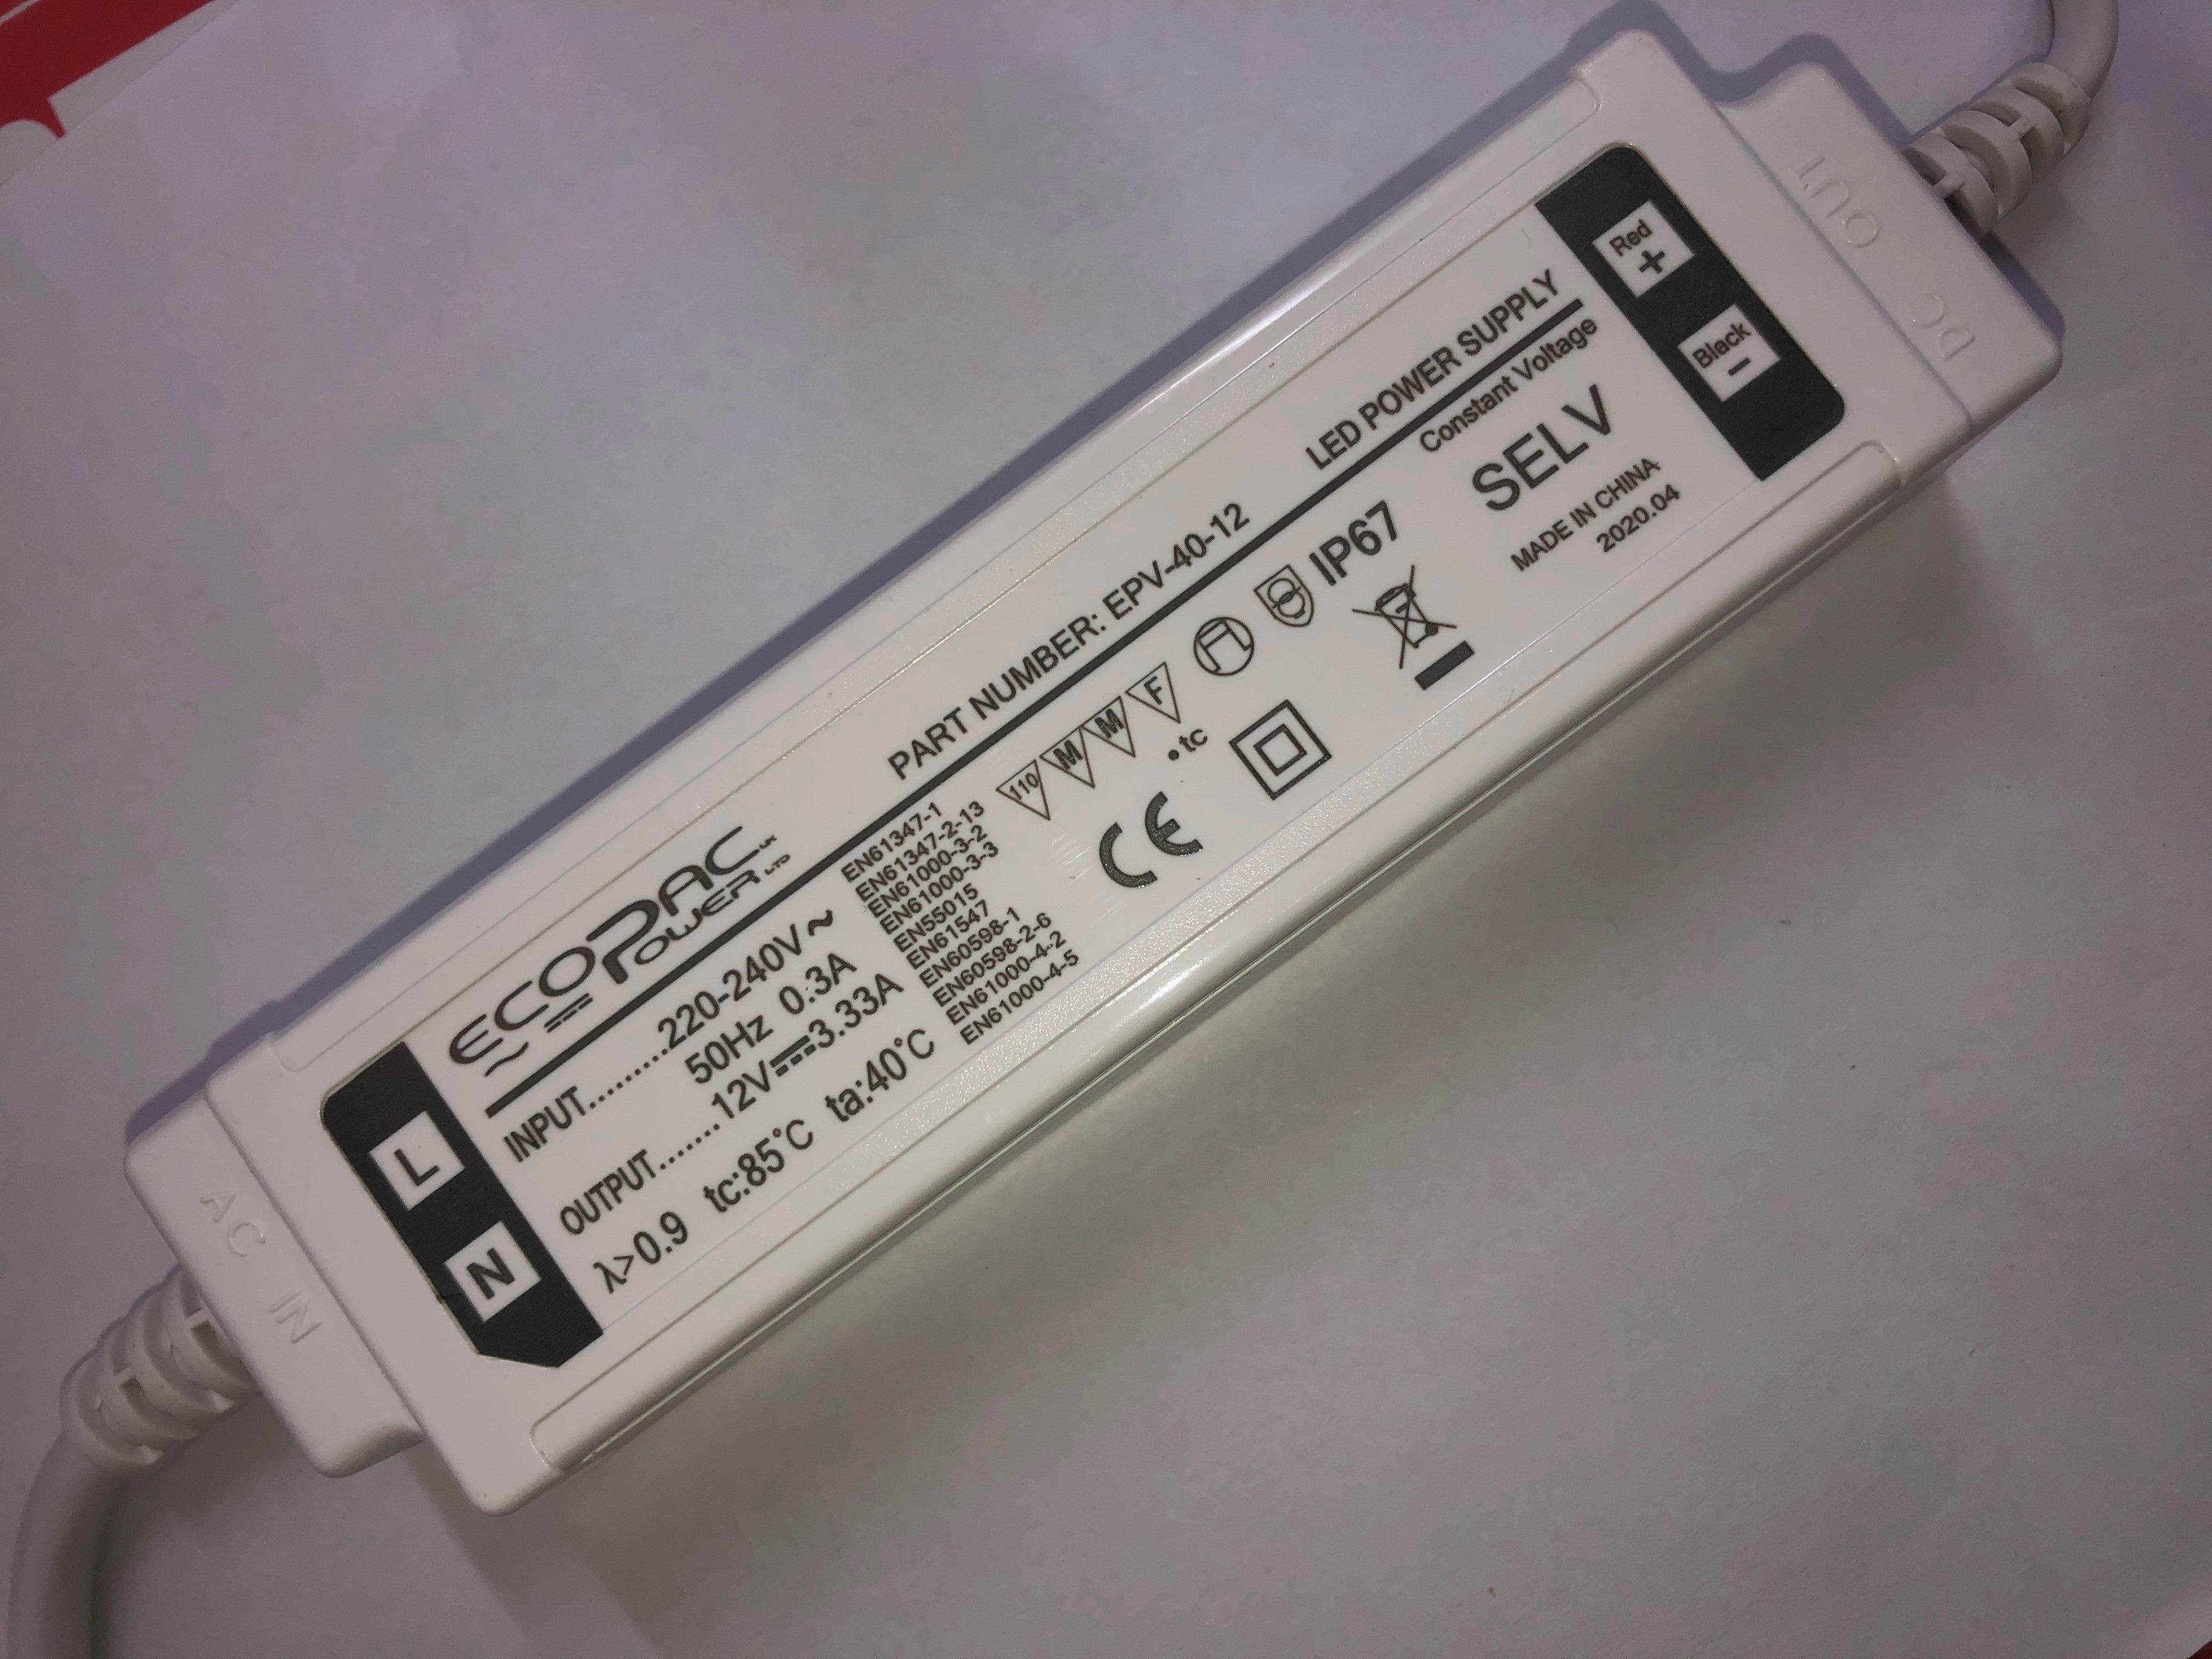 AC IN
L
N
ECOPAC UK
POWER LTD
PART NUMBER: EPV-40-12
LED POWER SUPPLY
INPUT.........220-240V~
50Hz 0.3A
OUTPUT.......12V⎓3.33A
λ>0.9 tc:85°C ta:40°C
EN61347-1
EN61347-2-13
EN61000-3-2
EN61000-3-3
EN55015
EN61547
EN60598-1
EN60598-2-6
EN61000-4-2
EN61000-4-5
110
M
M
F
• tc
CE
IP67
Constant Voltage
SELV
MADE IN CHINA
2020.04
Red
+
Black
−
DC OUT